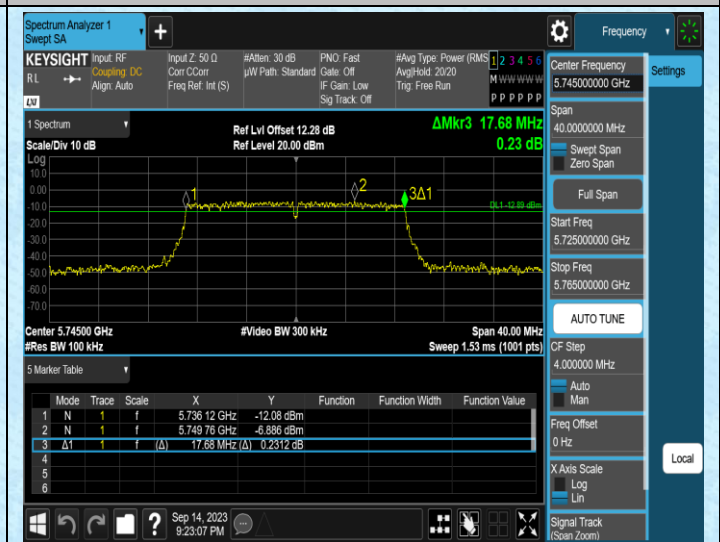 Spectrum Analyzer 1
Swept SA
Frequency
KEYSIGHT
RL
LXI
Input: RF
Coupling: DC
Align: Auto
Input Z: 50 Ω
Corr CCorr
Freq Ref: Int (S)
#Atten: 30 dB
µW Path: Standard
PNO: Fast
Gate: Off
IF Gain: Low
Sig Track: Off
#Avg Type: Power (RMS
Avg|Hold: 20/20
Trig: Free Run
1 2 3 4 5 6
M W W W W W
P P P P P P
1 Spectrum
Scale/Div 10 dB
Ref Lvl Offset 12.28 dB
Ref Level 20.00 dBm
ΔMkr3 17.68 MHz
0.23 dB
Log
10.0
0.00
-10.0
-20.0
-30.0
-40.0
-50.0
-60.0
-70.0
1
2
3Δ1
DL1 -12.89 dBm
Center 5.74500 GHz
#Res BW 100 kHz
#Video BW 300 kHz
Span 40.00 MHz
Sweep 1.53 ms (1001 pts)
5 Marker Table
Mode Trace Scale X Y Function Function Width Function Value
1 N 1 f 5.736 12 GHz -12.08 dBm
2 N 1 f 5.749 76 GHz -6.886 dBm
3 Δ1 1 f (Δ) 17.68 MHz (Δ) 0.2312 dB
4
5
6
Sep 14, 2023
9:23:07 PM
Center Frequency
5.745000000 GHz
Span
40.0000000 MHz
Swept Span
Zero Span
Full Span
Start Freq
5.725000000 GHz
Stop Freq
5.765000000 GHz
AUTO TUNE
CF Step
4.000000 MHz
Auto
Man
Freq Offset
0 Hz
X Axis Scale
Log
Lin
Signal Track
(Span Zoom)
Settings
Local